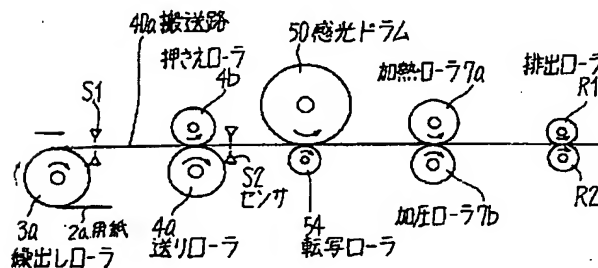 40a搬送路
50感光ドラム
押さえローラ
4b
加熱ローラ7a
排出ローラ
R1
S1
S2
センサ
R2
3a
2a用紙
4a
54
加圧ローラ7b
繰出しローラ
送りローラ
転写ローラ